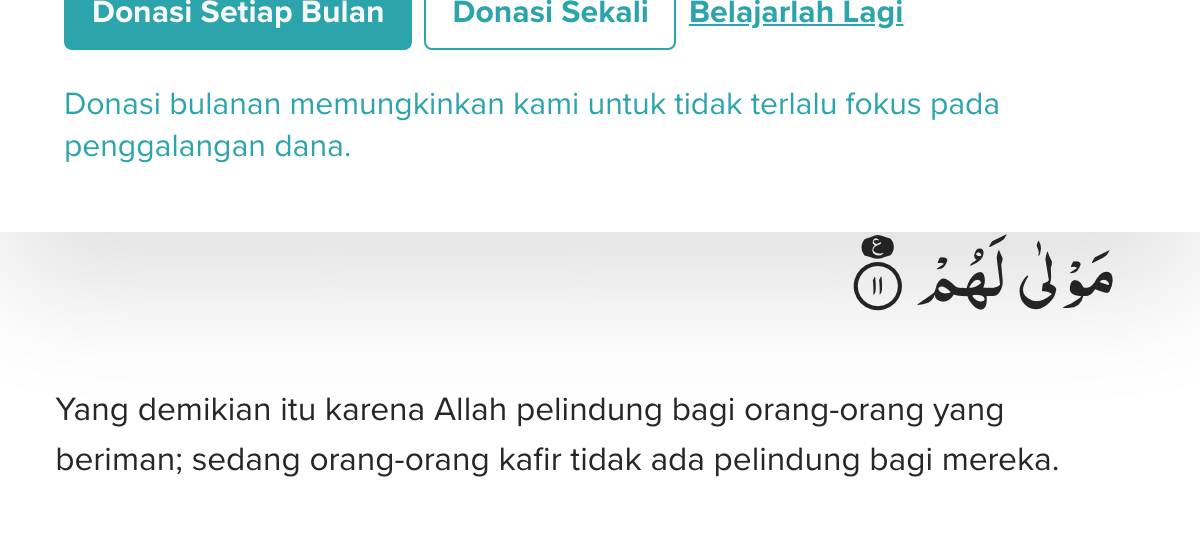 Donasi Setiap Bulan Donasi Sekali Belajarlah Lagi
Donasi bulanan memungkinkan kami untuk tidak terlalu fokus pada
penggalangan dana.
مَوْلٰى لَهُمْ ࣖ ١١
Yang demikian itu karena Allah pelindung bagi orang-orang yang
beriman; sedang orang-orang kafir tidak ada pelindung bagi mereka.